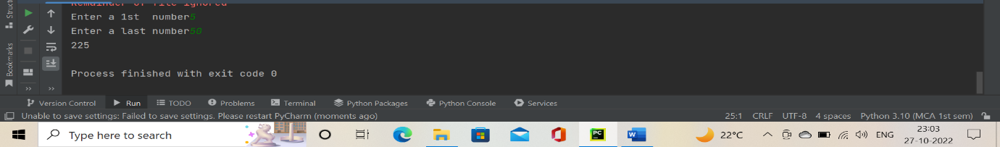 Remainder of file ignored
Enter a 1st  number5
Enter a last number50
225
Process finished with exit code 0
Struct
Bookmarks
>> >>
Version Control Run TODO Problems Terminal Python Packages Python Console Services
Unable to save settings: Failed to save settings. Please restart PyCharm (moments ago) 25:1 CRLF UTF-8 4 spaces Python 3.10 (MCA 1st sem)
Type here to search PC W 22°C ENG 23:03
27-10-2022